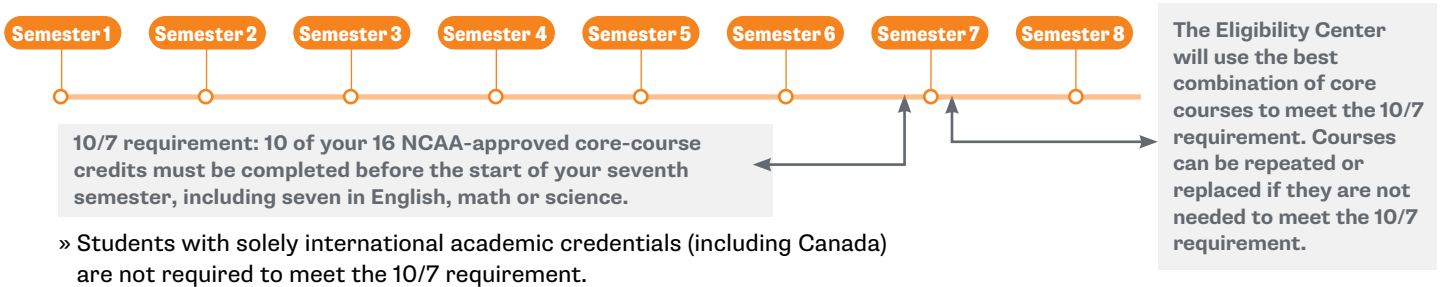 Semester 1
Semester 2
Semester 3
Semester 4
Semester 5
Semester 6
Semester 7
Semester 8
10/7 requirement: 10 of your 16 NCAA-approved core-course
credits must be completed before the start of your seventh
semester, including seven in English, math or science.
» Students with solely international academic credentials (including Canada)
are not required to meet the 10/7 requirement.
The Eligibility Center
will use the best
combination of core
courses to meet the 10/7
requirement. Courses
can be repeated or
replaced if they are not
needed to meet the 10/7
requirement.